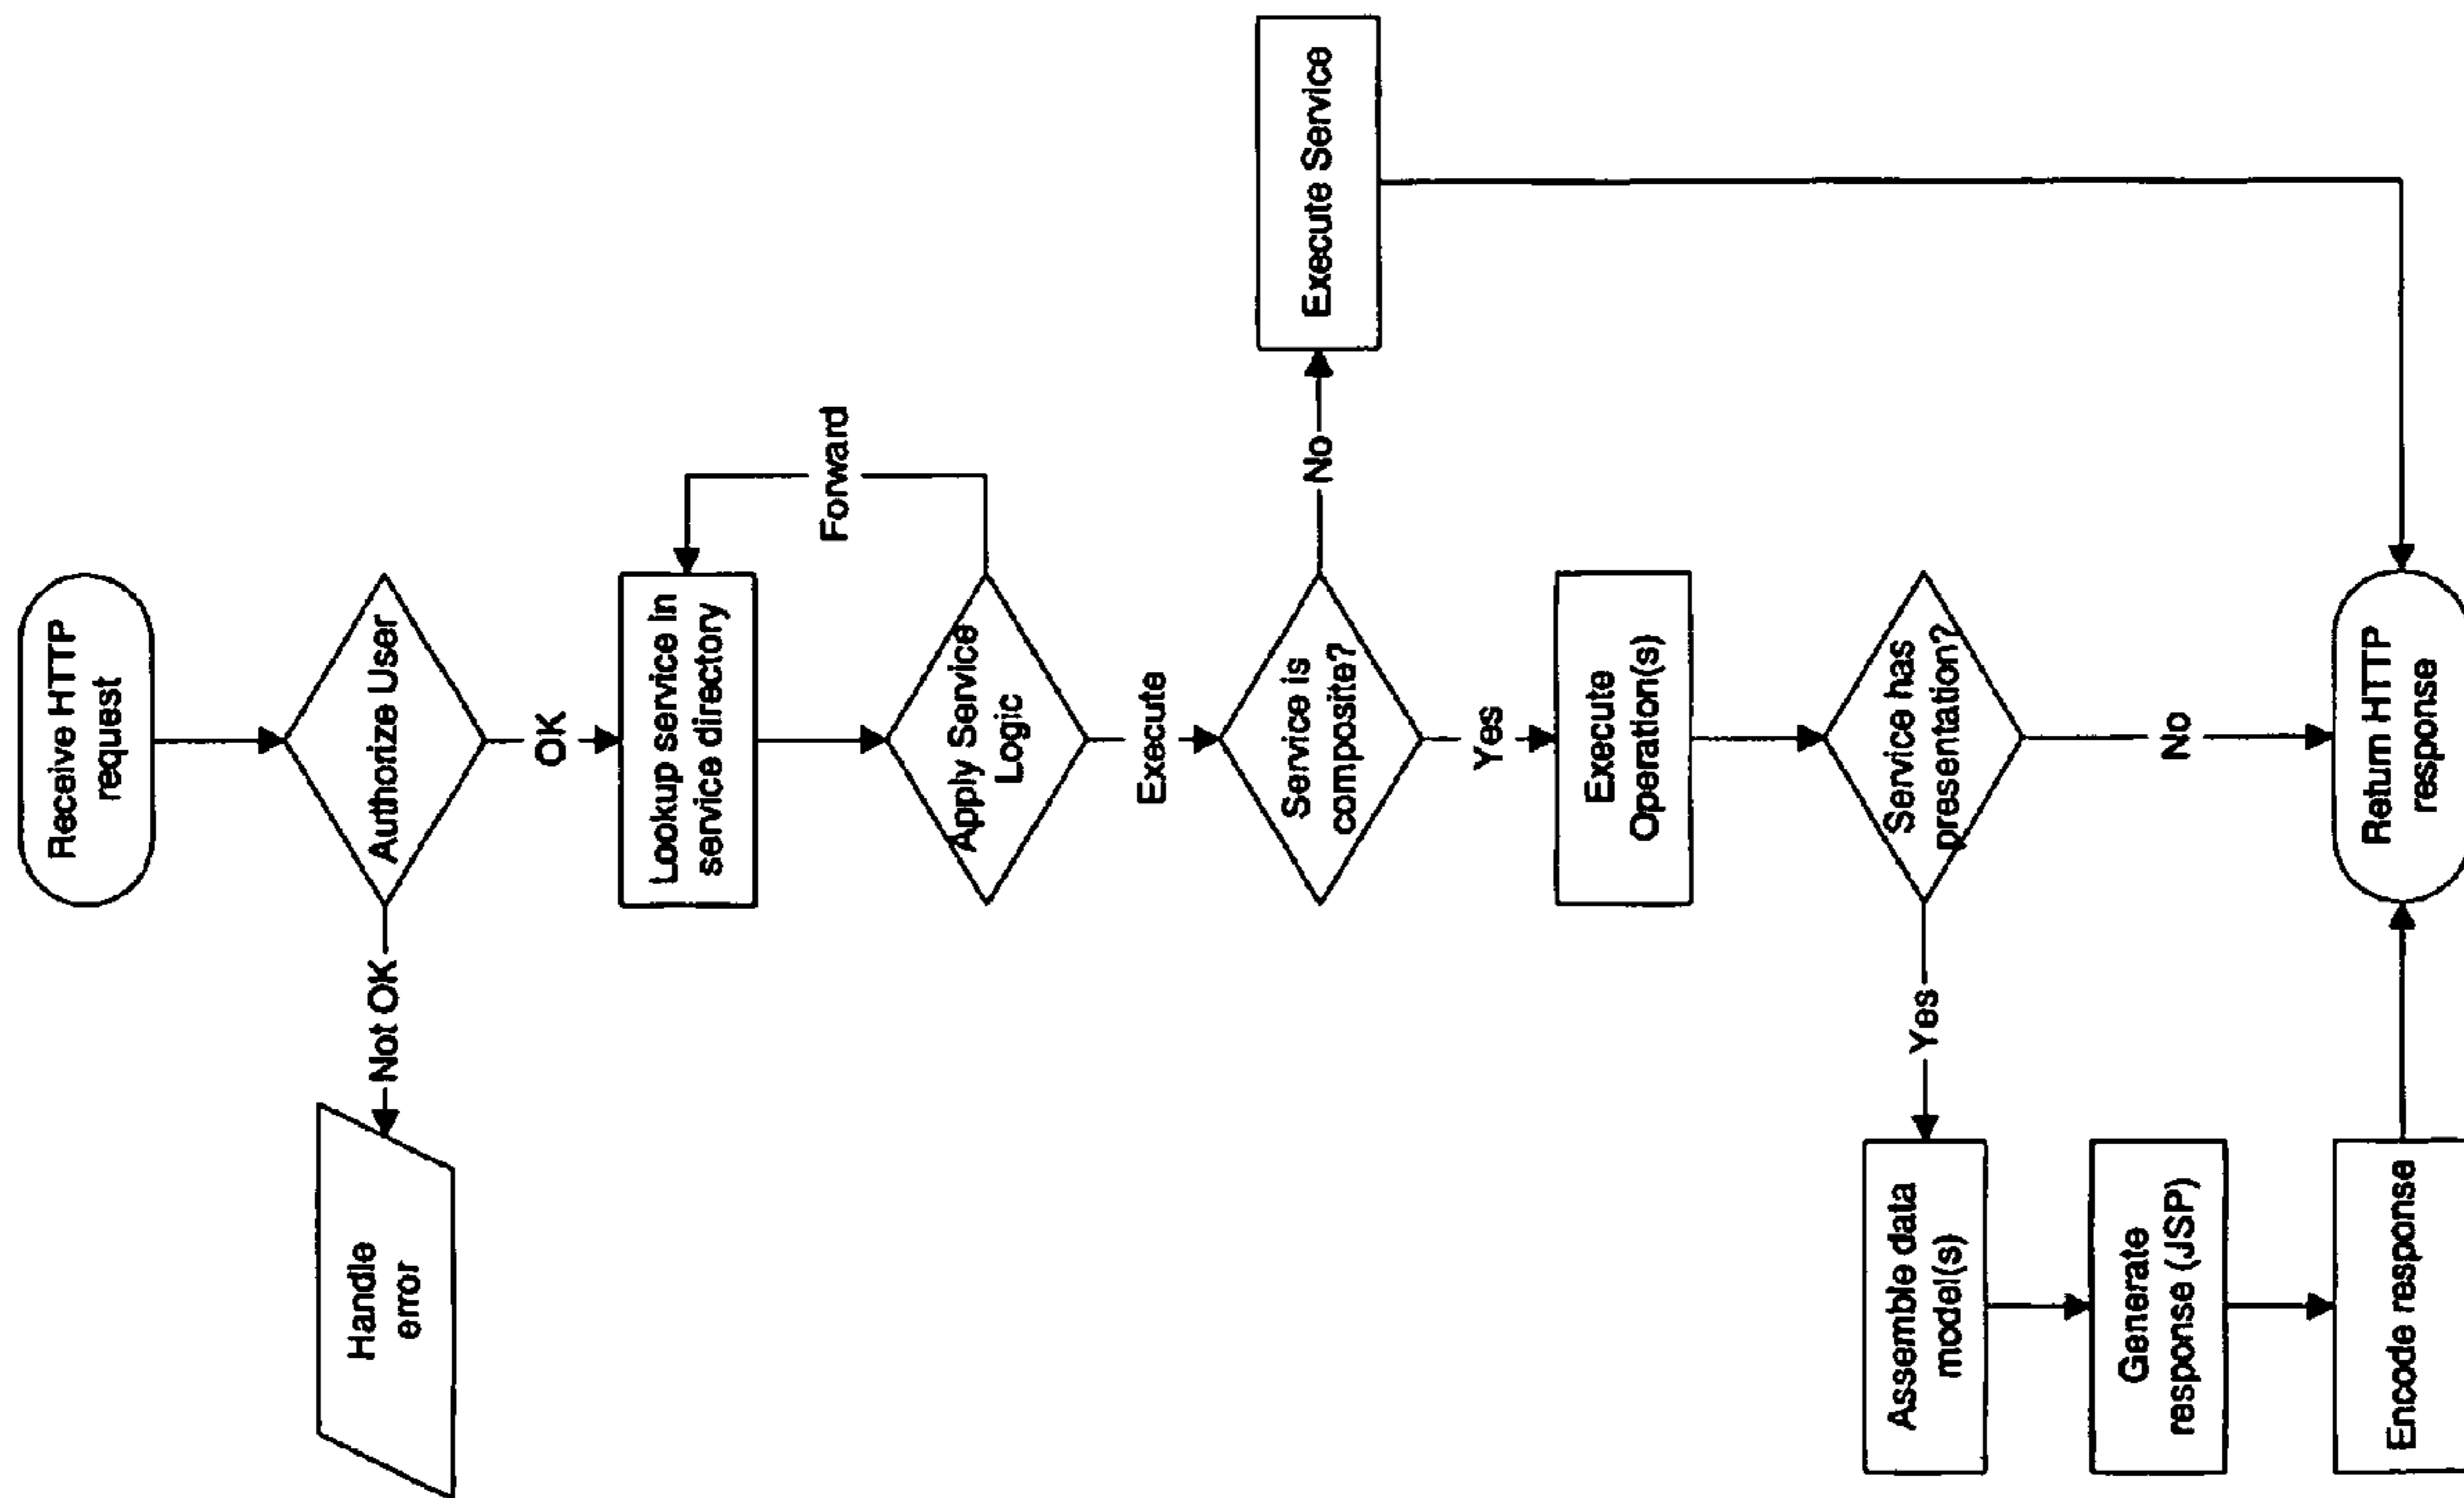 Receive HTTP
request
Authorize User
Not OK
Handle
error
OK
Lookup service in
service directory
Forward
Apply Service
Logic
Execute
Service is
composite?
No
Execute Service
Yes
Execute
Operation(s)
Service has
presentation?
Yes
Assemble data
model(s)
Generate
response (JSP)
Encode response
No
Return HTTP
response